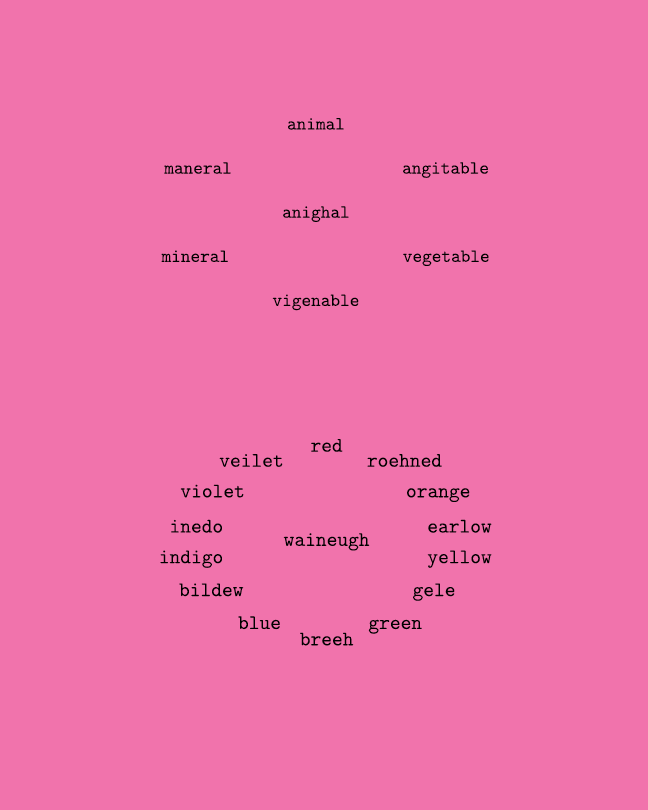 animal
maneral angitable
anighal
mineral vegetable
vigenable
red
veilet roehned
violet orange
inedo earlow
waineugh
indigo yellow
bildew gele
blue green
breeh